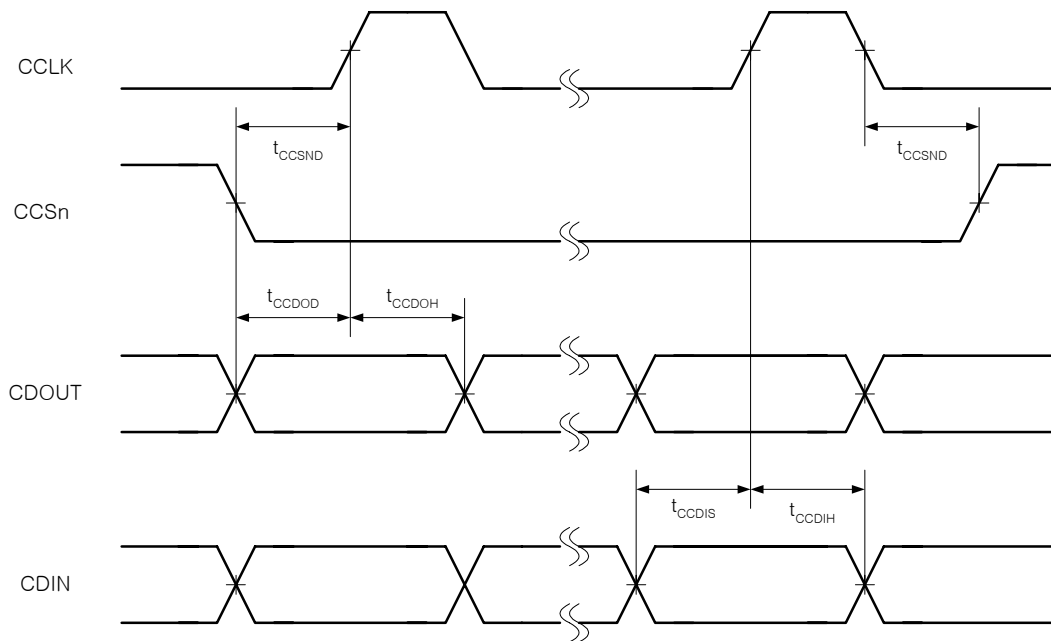 CCLK
tCCSND
tCCSND
CCSn
tCCDOD
tCCDOH
CDOUT
tCCDIS
tCCDIH
CDIN